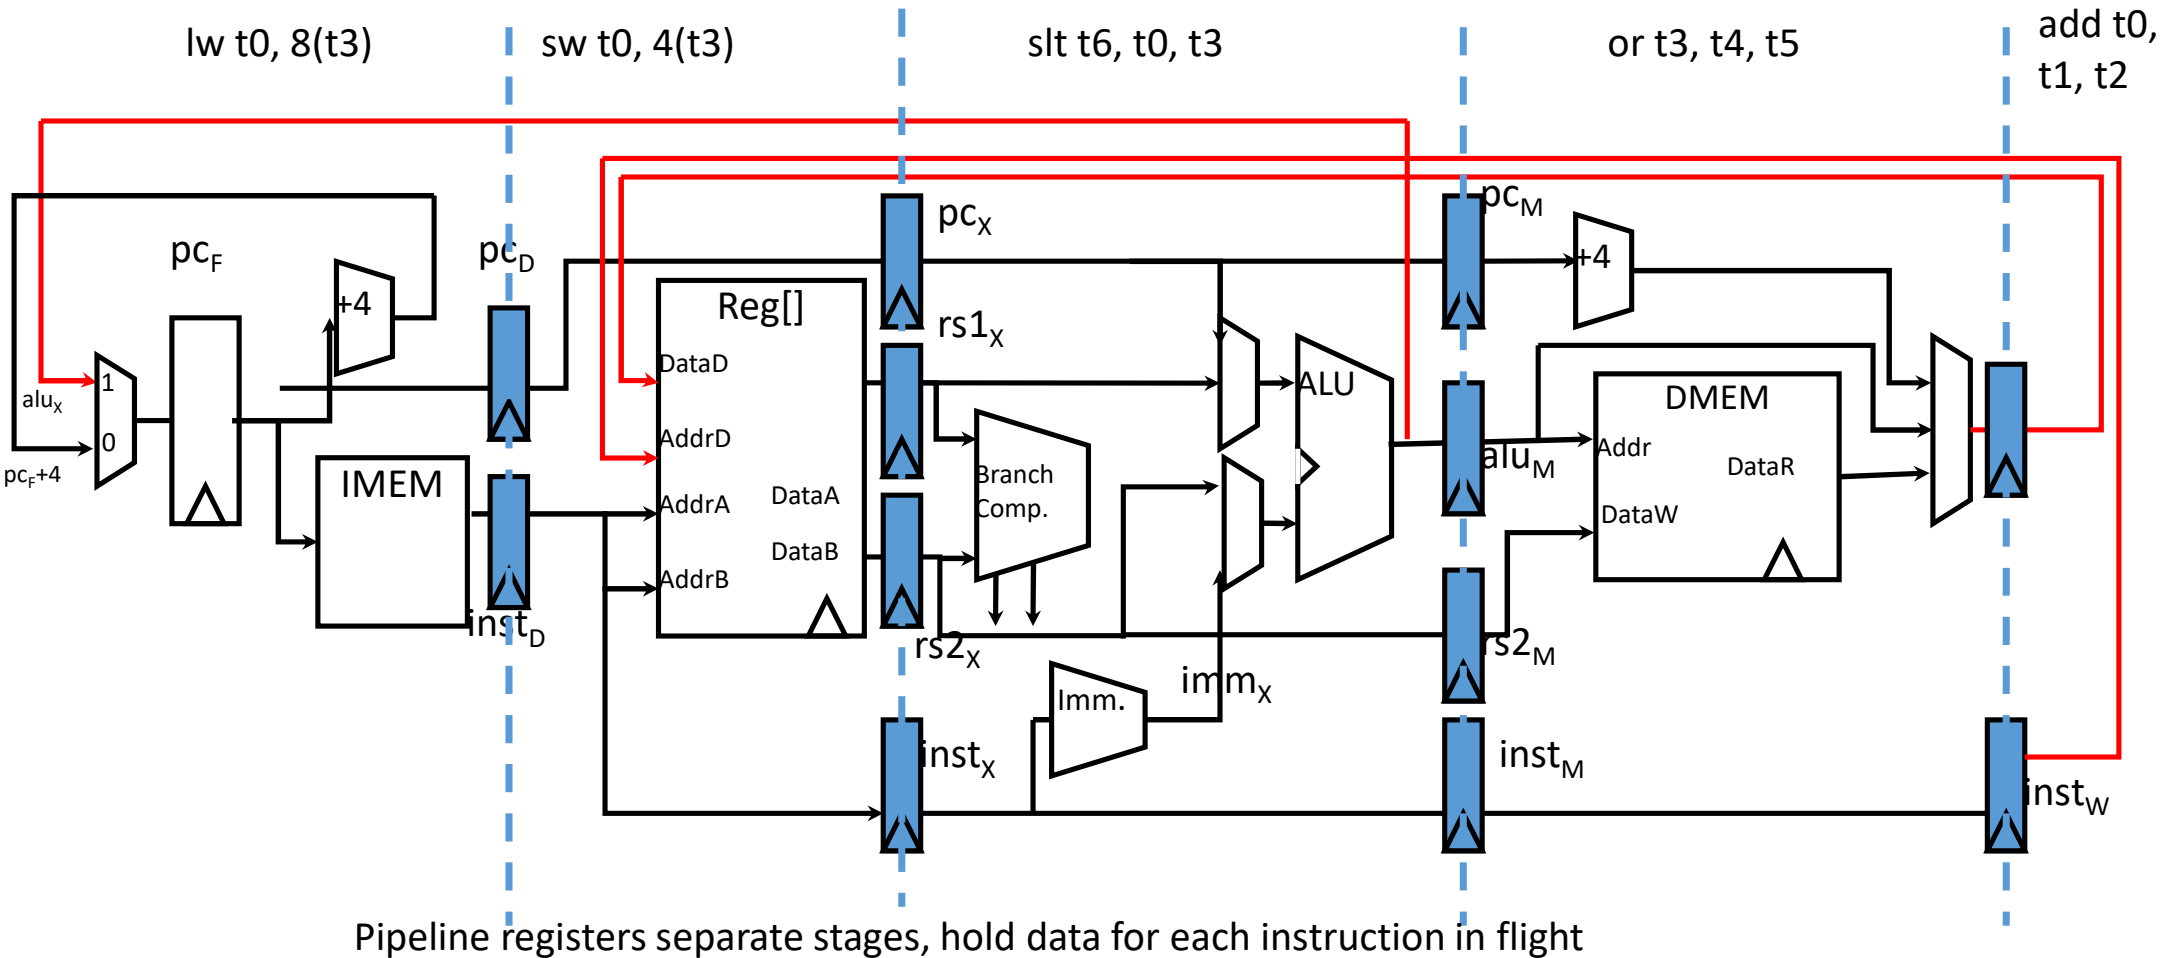 lw t0, 8(t3)
sw t0, 4(t3)
slt t6, t0, t3
or t3, t4, t5
add t0,
t1, t2
pcF
pcD
pcX
pcM
+4
+4
Reg[]
rs1X
DataD
AddrD
AddrA
AddrB
DataA
DataB
1
0
aluX
pcF+4
IMEM
instD
Branch
Comp.
ALU
aluM
DMEM
Addr
DataR
DataW
rs2X
rs2M
Imm.
immX
instX
instM
instW
Pipeline registers separate stages, hold data for each instruction in flight